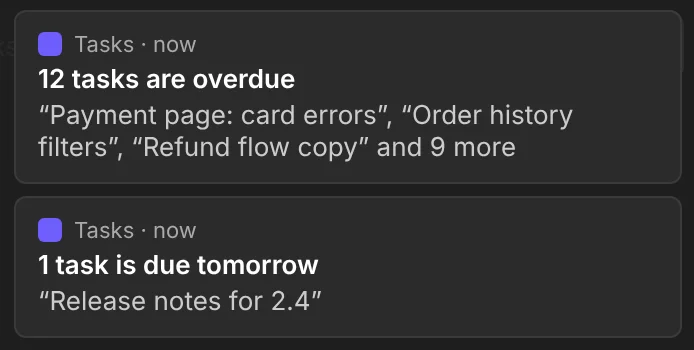 Tasks · now
12 tasks are overdue
“Payment page: card errors”, “Order history
filters”, “Refund flow copy” and 9 more
Tasks · now
1 task is due tomorrow
“Release notes for 2.4”